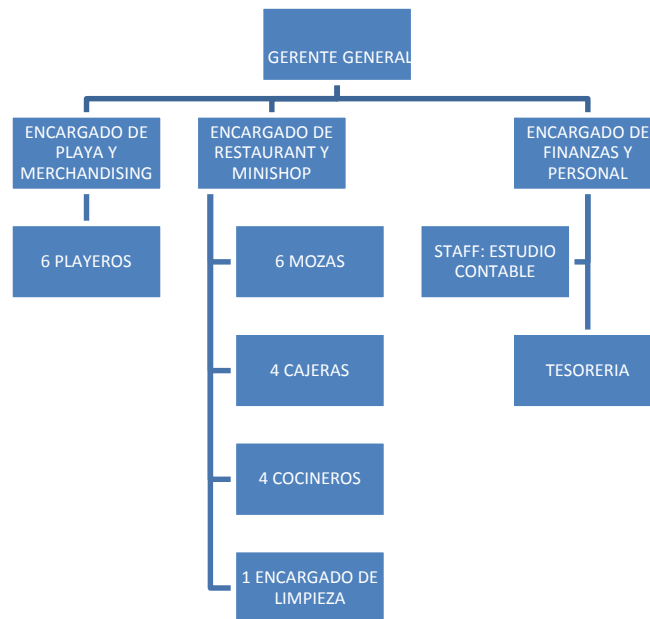 GERENTE GENERAL
ENCARGADO DE
PLAYA Y
MERCHANDISING
ENCARGADO DE
RESTAURANT Y
MINISHOP
ENCARGADO DE
FINANZAS Y
PERSONAL
6 PLAYEROS
6 MOZAS
STAFF: ESTUDIO
CONTABLE
4 CAJERAS
TESORERIA
4 COCINEROS
1 ENCARGADO DE
LIMPIEZA